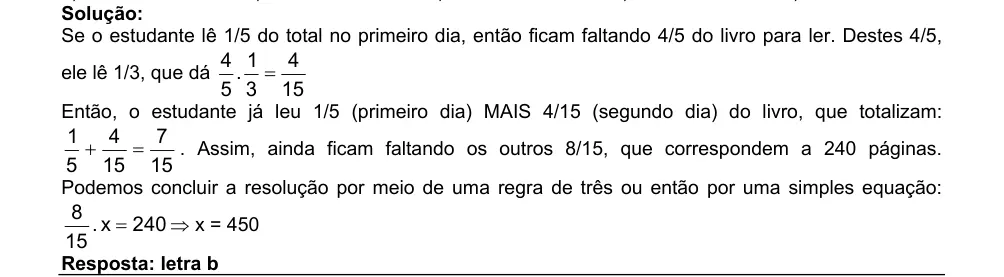 Solução:
Se o estudante lê 1/5 do total no primeiro dia, então ficam faltando 4/5 do livro para ler. Destes 4/5,
ele lê 1/3, que dá 4/5 . 1/3 = 4/15
Então, o estudante já leu 1/5 (primeiro dia) MAIS 4/15 (segundo dia) do livro, que totalizam:
1/5 + 4/15 = 7/15 . Assim, ainda ficam faltando os outros 8/15, que correspondem a 240 páginas.
Podemos concluir a resolução por meio de uma regra de três ou então por uma simples equação:
8/15 . x = 240 ⇒ x = 450
Resposta: letra b